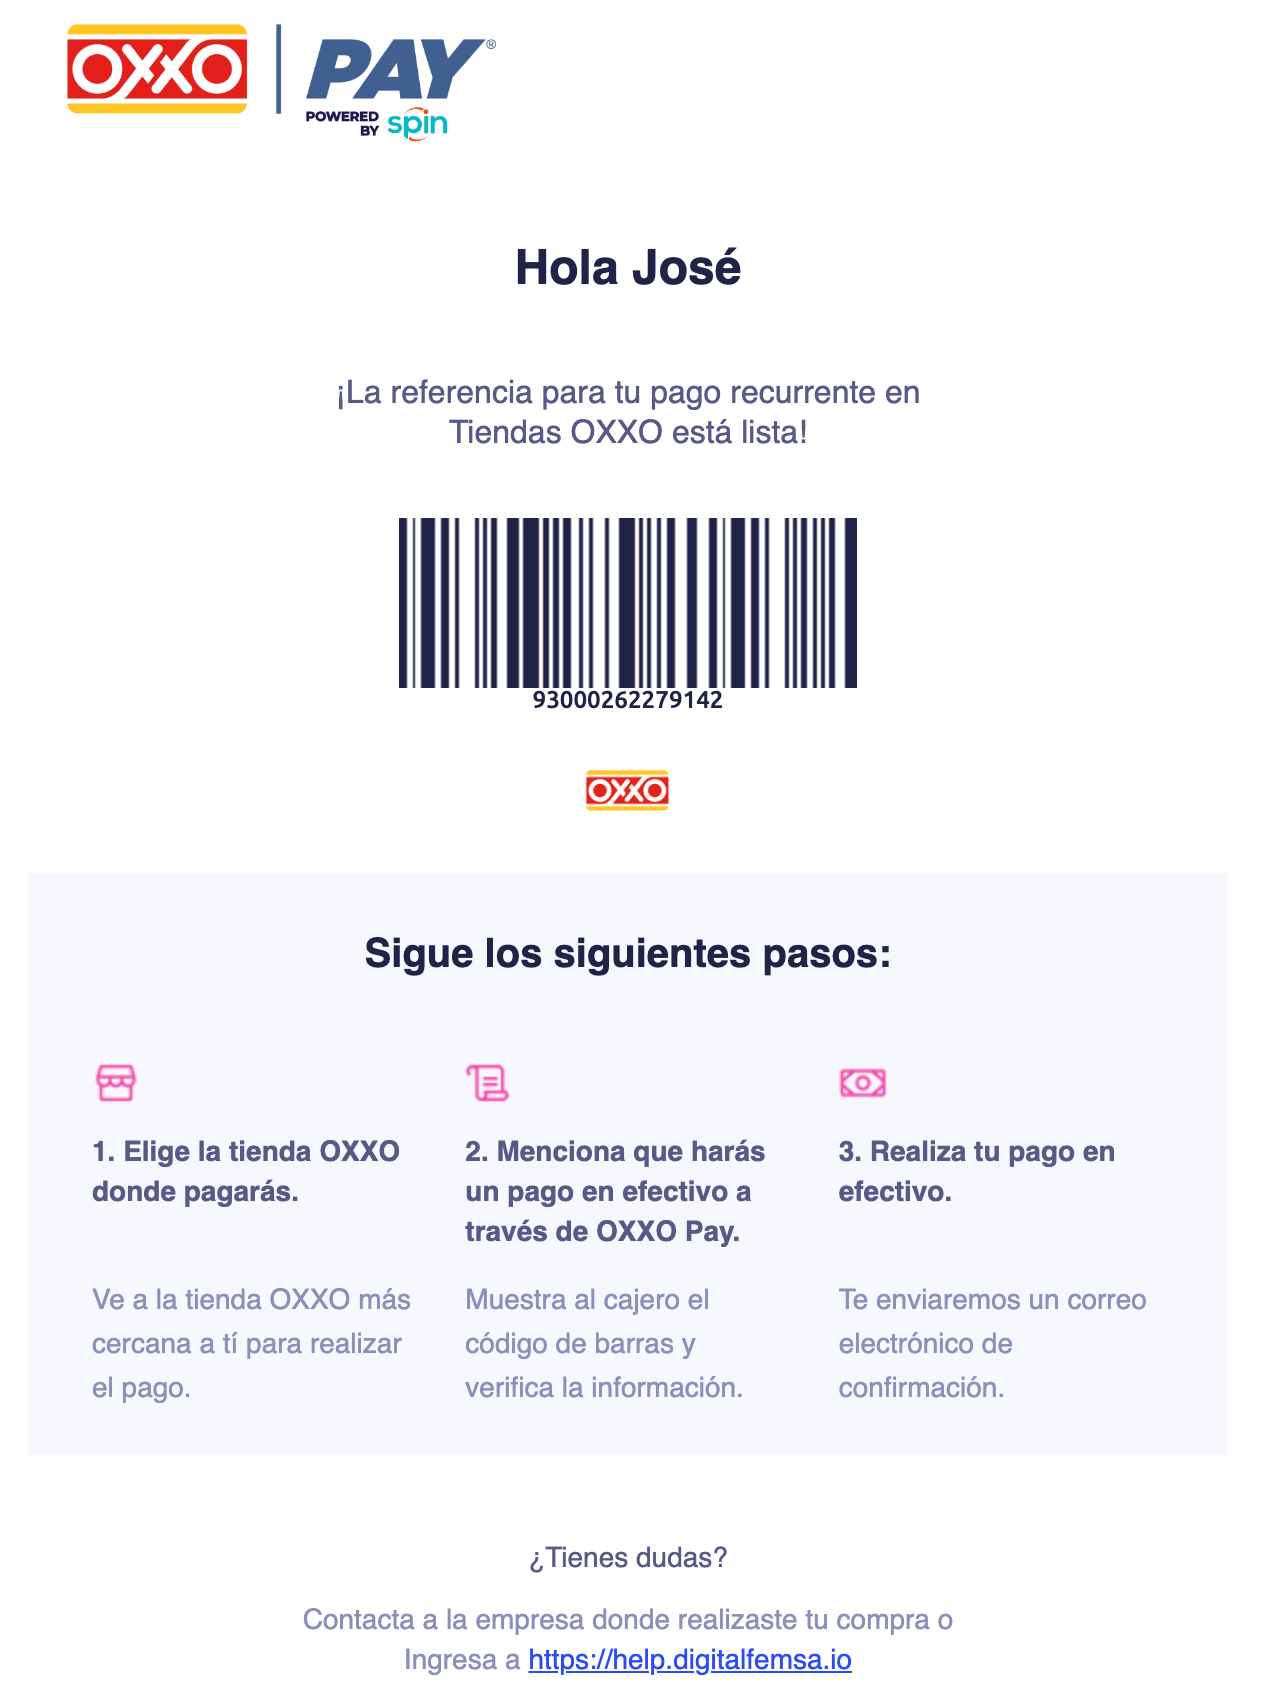 OXXO PAY®
POWERED
BY spin
Hola José
¡La referencia para tu pago recurrente en
Tiendas OXXO está lista!
93000262279142
OXXO
Sigue los siguientes pasos:
1. Elige la tienda OXXO
donde pagarás.
Ve a la tienda OXXO más
cercana a tí para realizar
el pago.
2. Menciona que harás
un pago en efectivo a
través de OXXO Pay.
Muestra al cajero el
código de barras y
verifica la información.
3. Realiza tu pago en
efectivo.
Te enviaremos un correo
electrónico de
confirmación.
¿Tienes dudas?
Contacta a la empresa donde realizaste tu compra o
Ingresa a https://help.digitalfemsa.io